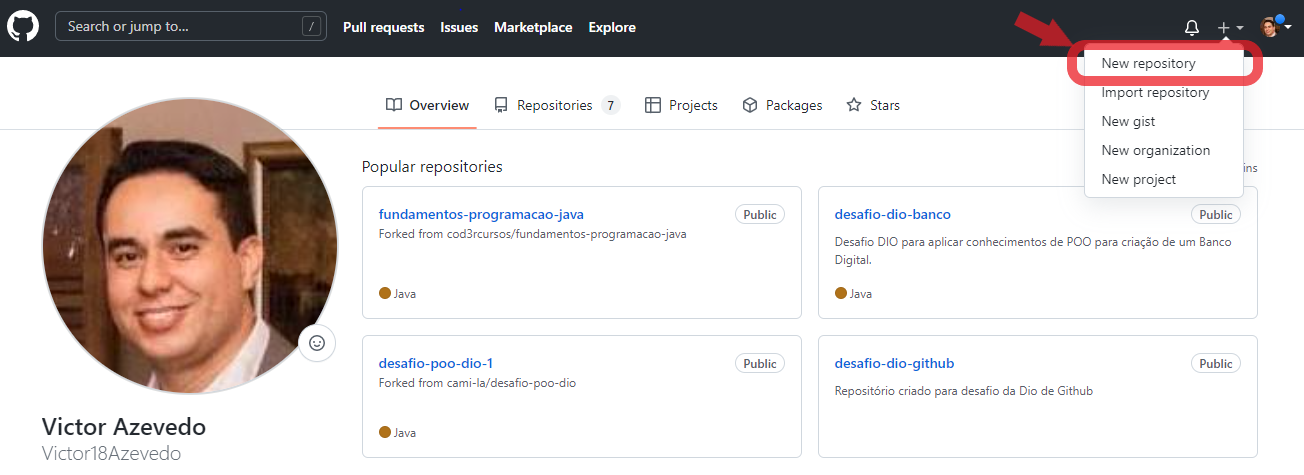 Search or jump to... /
Pull requests Issues Marketplace Explore
New repository
Import repository
New gist
New organization
New project
Overview Repositories 7 Projects Packages Stars
Popular repositories
fundamentos-programacao-java Public
Forked from cod3rcursos/fundamentos-programacao-java
Java
desafio-dio-banco Public
Desafio DIO para aplicar conhecimentos de POO para criação de um Banco
Digital.
Java
desafio-poo-dio-1 Public
Forked from cami-la/desafio-poo-dio
Java
desafio-dio-github Public
Repositório criado para desafio da Dio de Github
Victor Azevedo
Victor18Azevedo